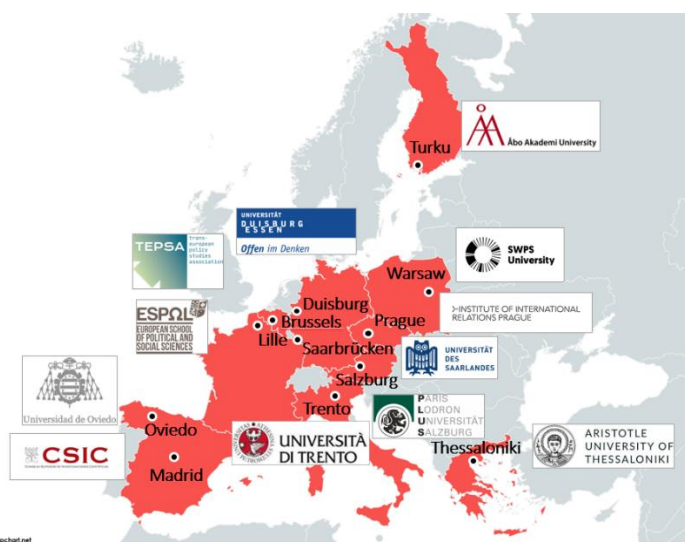 Åbo Akademi University
Turku
UNIVERSITÄT
DUISBURG
ESSEN
Offen im Denken
TEPSA
trans-
european
policy
studies
association
SWPS
University
Warsaw
Duisburg
ESPOL
EUROPEAN SCHOOL
OF POLITICAL AND
SOCIAL SCIENCES
Brussels
Prague
INSTITUTE OF INTERNATIONAL
RELATIONS PRAGUE
Lille
Saarbrücken
UNIVERSITÄT
DES
SAARLANDES
Salzburg
Universidad de Oviedo
Trento
PARIS
LODRON
UNIVERSITÄT
SALZBURG
Oviedo
UNIVERSITÀ
DI TRENTO
Thessaloniki
ARISTOTLE
UNIVERSITY OF
THESSALONIKI
CSIC
Madrid